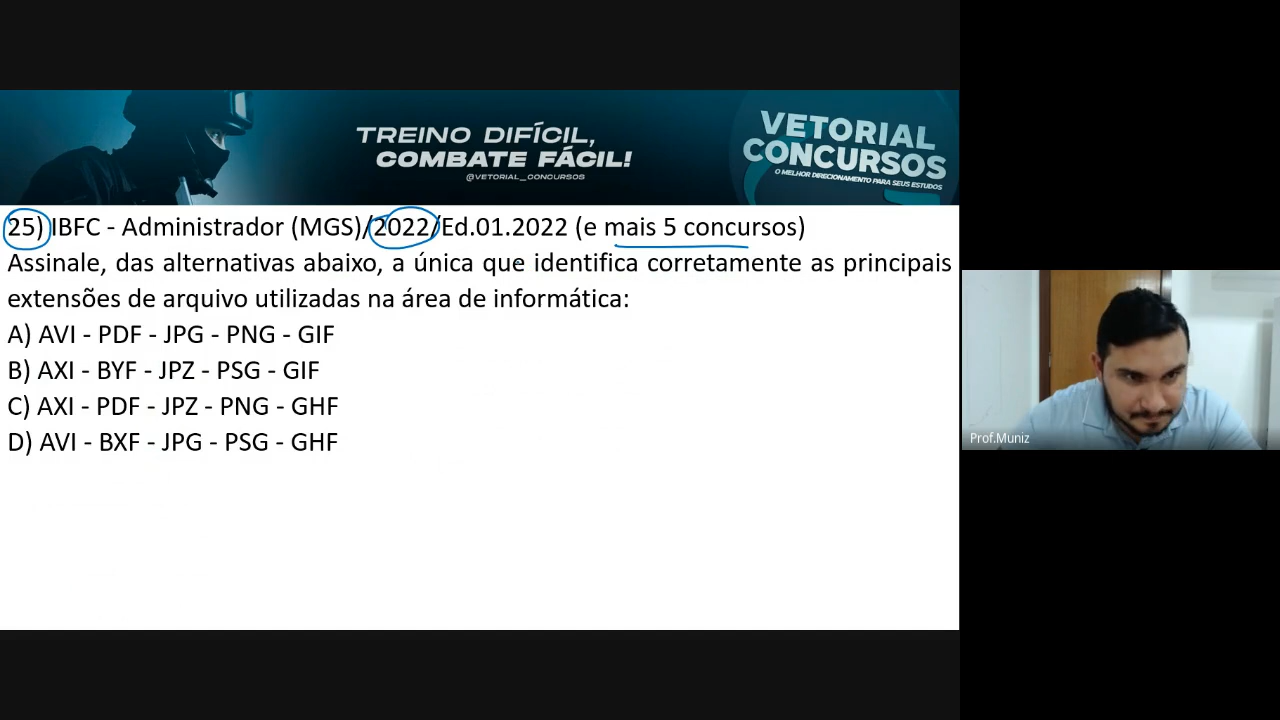 TREINO DIFÍCIL,
COMBATE FÁCIL!
@VETORIAL_CONCURSOS
VETORIAL
CONCURSOS
O MELHOR DIRECIONAMENTO PARA SEUS ESTUDOS
25) IBFC - Administrador (MGS)/2022/Ed.01.2022 (e mais 5 concursos)
Assinale, das alternativas abaixo, a única que identifica corretamente as principais
extensões de arquivo utilizadas na área de informática:
A) AVI - PDF - JPG - PNG - GIF
B) AXI - BYF - JPZ - PSG - GIF
C) AXI - PDF - JPZ - PNG - GHF
D) AVI - BXF - JPG - PSG - GHF
Prof.Muniz